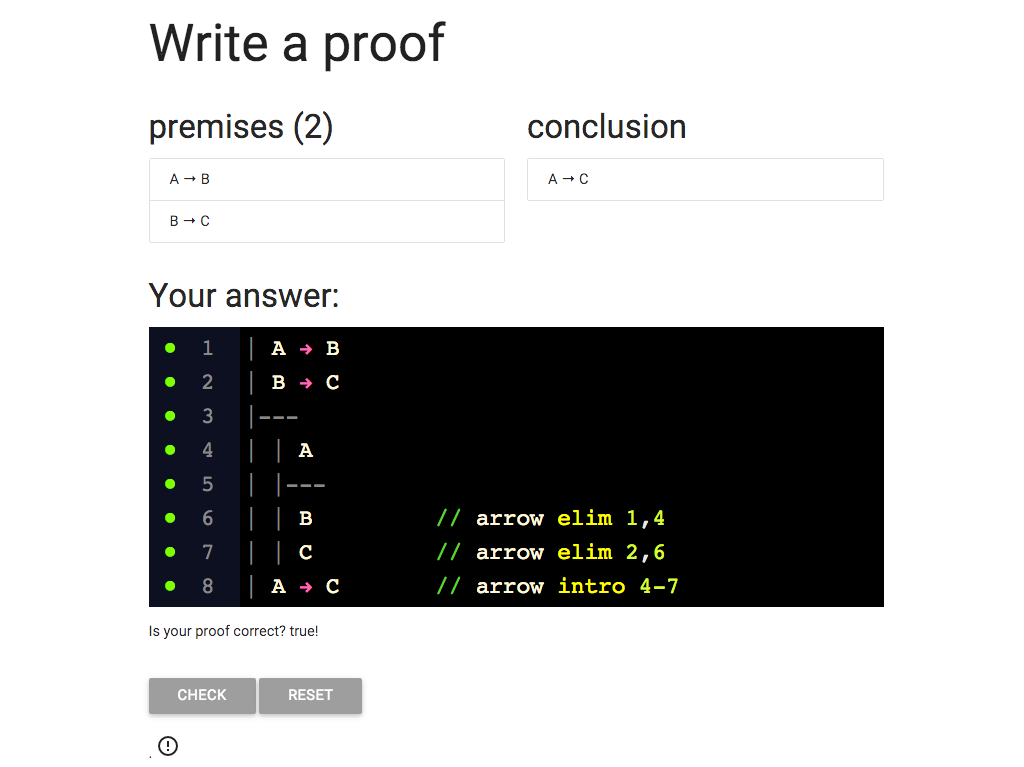 Write a proof
premises (2)
A → B
B → C
conclusion
A → C
Your answer:
1 | A → B
2 | B → C
3 |---
4 | | A
5 | |---
6 | | B // arrow elim 1,4
7 | | C // arrow elim 2,6
8 | A → C // arrow intro 4-7
Is your proof correct? true!
CHECK RESET
.